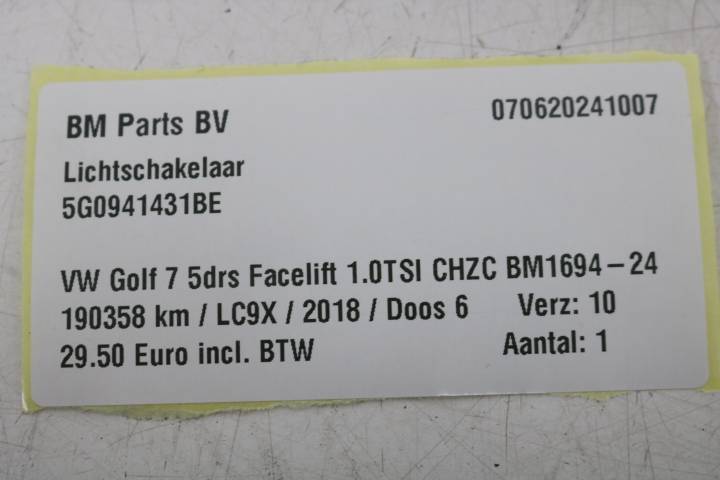 BM Parts BV 070620241007
Lichtschakelaar
5G0941431BE
VW Golf 7 5drs Facelift 1.0TSI CHZC BM1694-24
190358 km / LC9X / 2018 / Doos 6 Verz: 10
29.50 Euro incl. BTW Aantal: 1